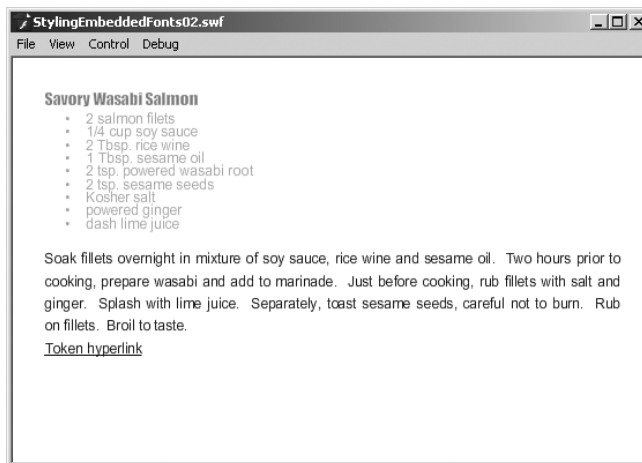 StylingEmbeddedFonts02.swf
File View Control Debug
Savory Wasabi Salmon
• 2 salmon filets
• 1/4 cup soy sauce
• 2 Tbsp. rice wine
• 1 Tbsp. sesame oil
• 2 tsp. powered wasabi root
• 2 tsp. sesame seeds
• Kosher salt
• powered ginger
• dash lime juice
Soak fillets overnight in mixture of soy sauce, rice wine and sesame oil. Two hours prior to
cooking, prepare wasabi and add to marinade. Just before cooking, rub fillets with salt and
ginger. Splash with lime juice. Separately, toast sesame seeds, careful not to burn. Rub
on fillets. Broil to taste.
Token hyperlink